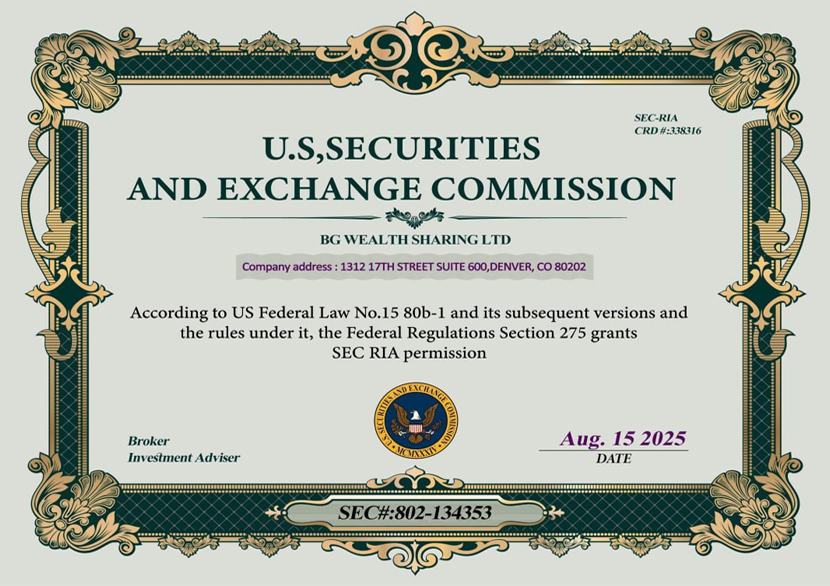 SEC-RIA
CRD #:338316
U.S,SECURITIES
AND EXCHANGE COMMISSION
BG WEALTH SHARING LTD
Company address : 1312 17TH STREET SUITE 600,DENVER, CO 80202
According to US Federal Law No.15 80b-1 and its subsequent versions and
the rules under it, the Federal Regulations Section 275 grants
SEC RIA permission
U.S. SECURITIES AND EXCHANGE COMMISSION
MCMXXXIV
Broker
Investment Adviser
Aug. 15 2025
DATE
SEC#:802-134353